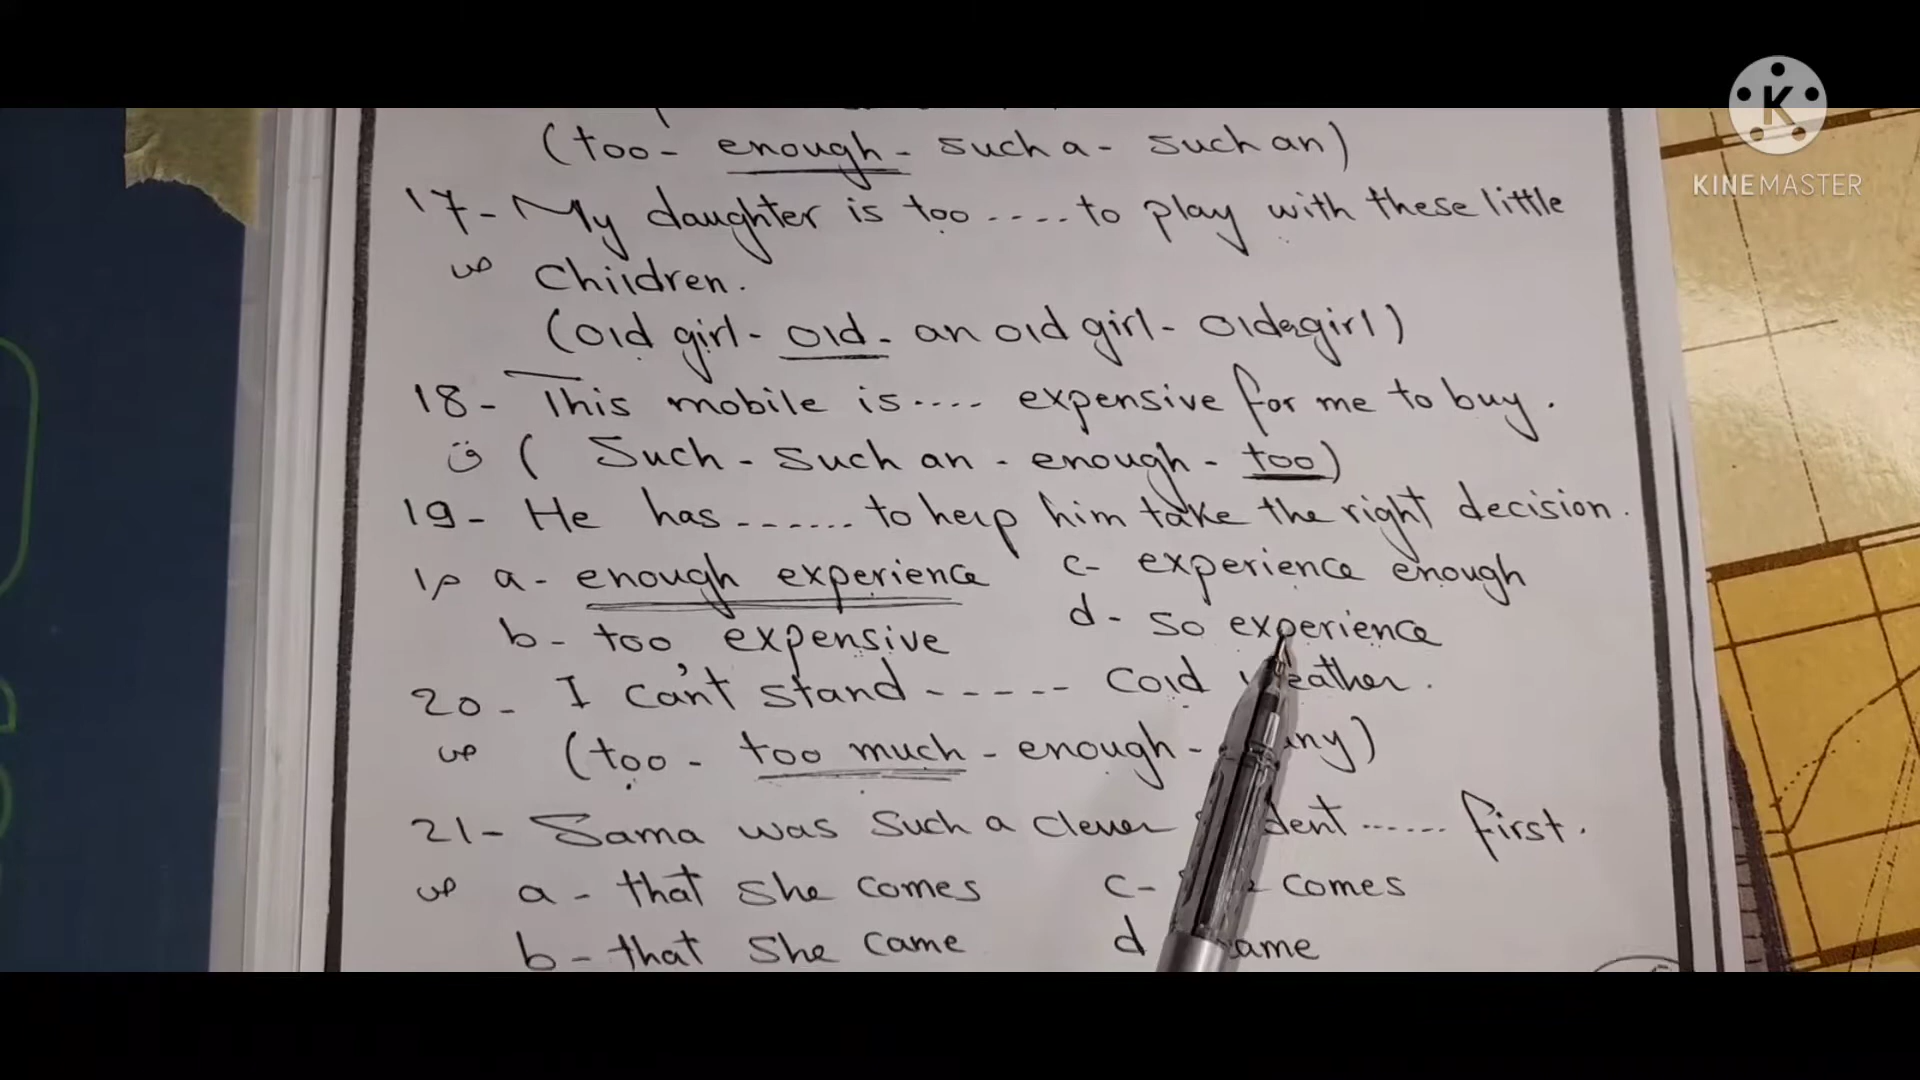 KINEMASTER
(too - enough - such a - such an)
17 - My daughter is too .... to play with these little
Children.
(old girl - old - an old girl - old a girl)
18 - This mobile is .... expensive for me to buy.
( Such - such an - enough - too)
19 - He has ...... to help him take the right decision.
a - enough experience c - experience enough
b - too expensive d - so experience
20 - I can't stand ------ cold weather.
(too - too much - enough -
21 - Sama was such a clever ...... first.
a - that she comes c - comes
b - that she came d